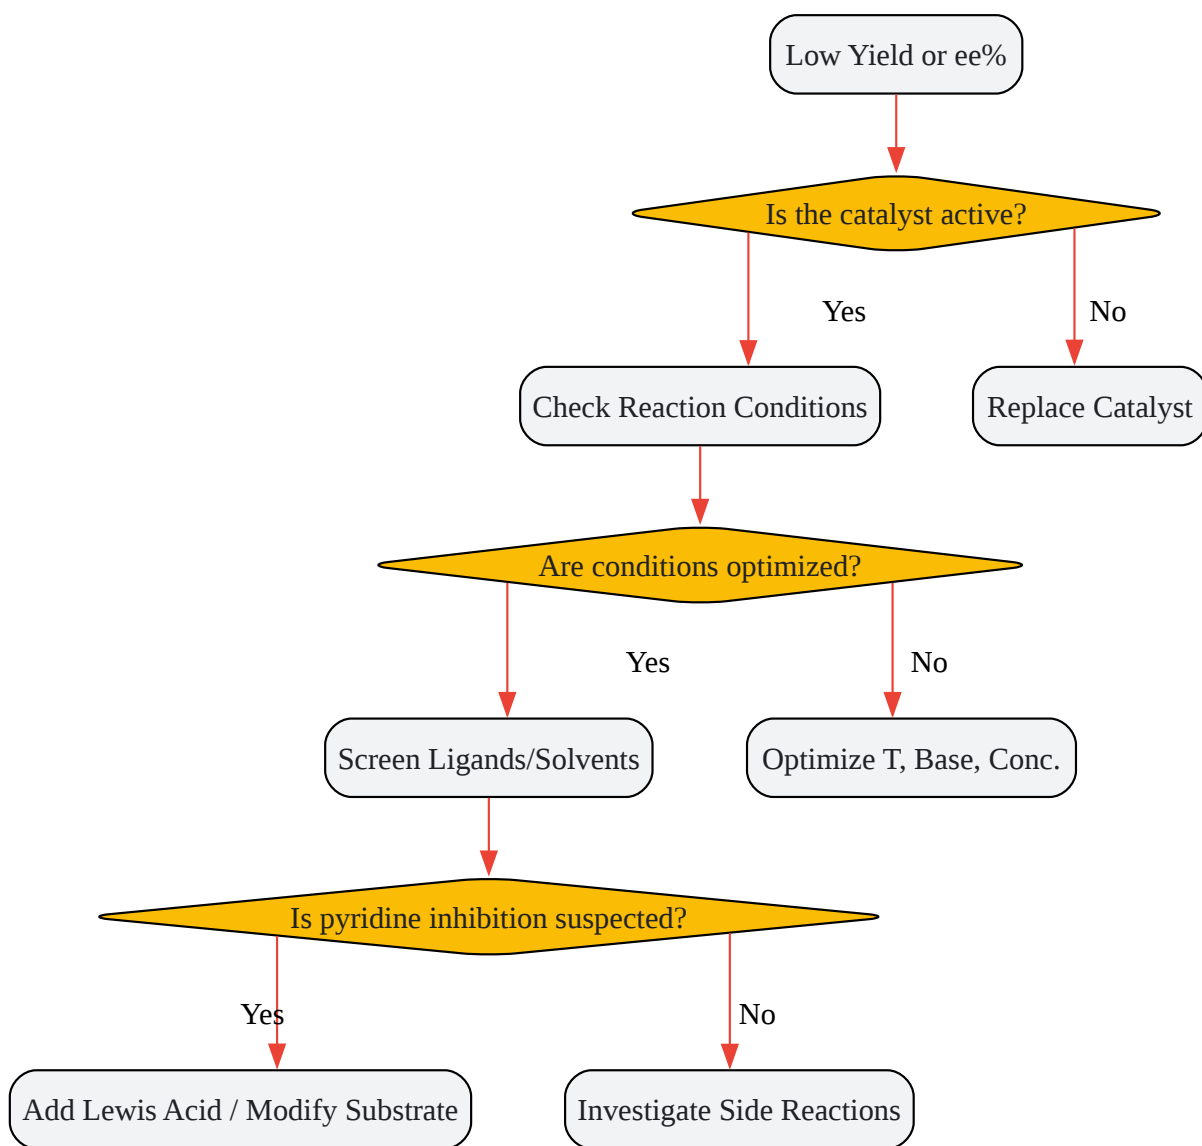 Low Yield or ee%
Is the catalyst active?
Yes
No
Check Reaction Conditions
Replace Catalyst
Are conditions optimized?
Yes
No
Screen Ligands/Solvents
Optimize T, Base, Conc.
Is pyridine inhibition suspected?
Yes
No
Add Lewis Acid / Modify Substrate
Investigate Side Reactions